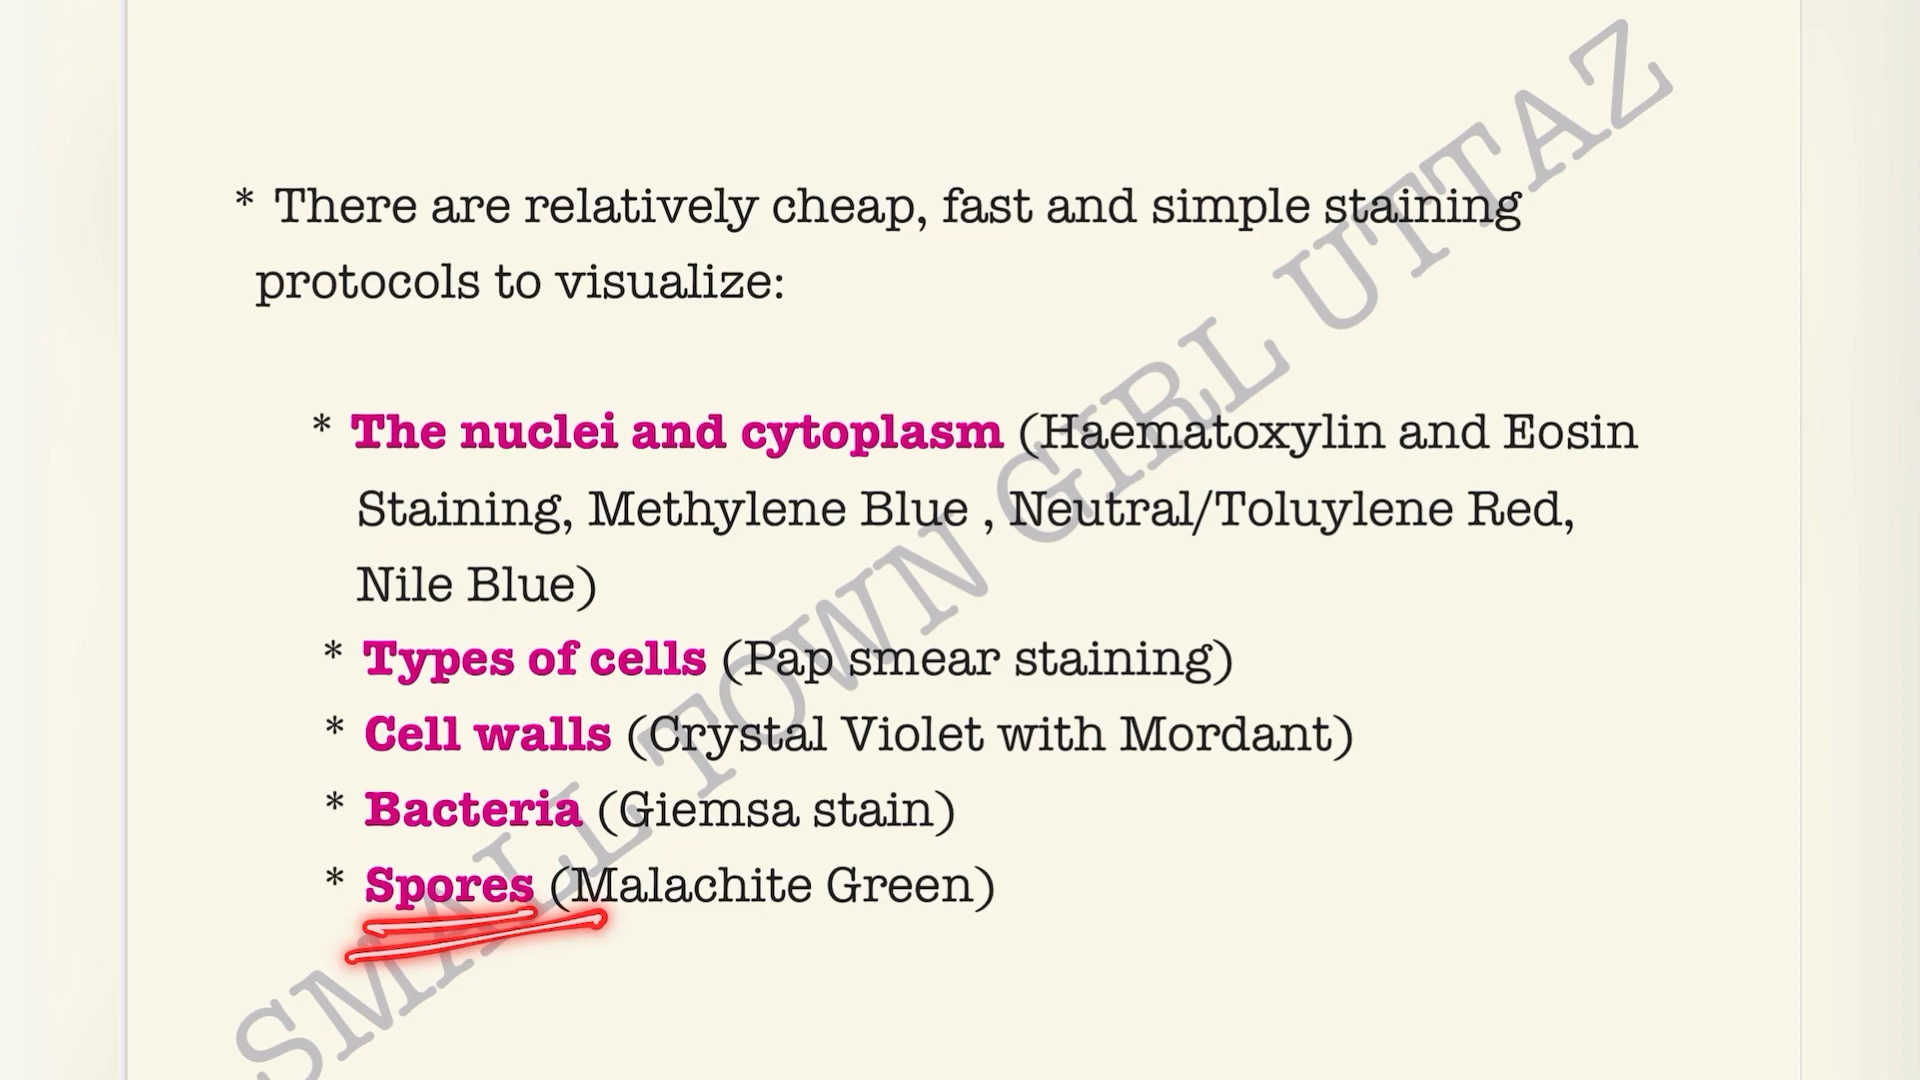 * There are relatively cheap, fast and simple staining
protocols to visualize:
* The nuclei and cytoplasm (Haematoxylin and Eosin
Staining, Methylene Blue , Neutral/Toluylene Red,
Nile Blue)
* Types of cells (Pap smear staining)
* Cell walls (Crystal Violet with Mordant)
* Bacteria (Giemsa stain)
* Spores (Malachite Green)
SMALL TOWN GIRL UTTAZ